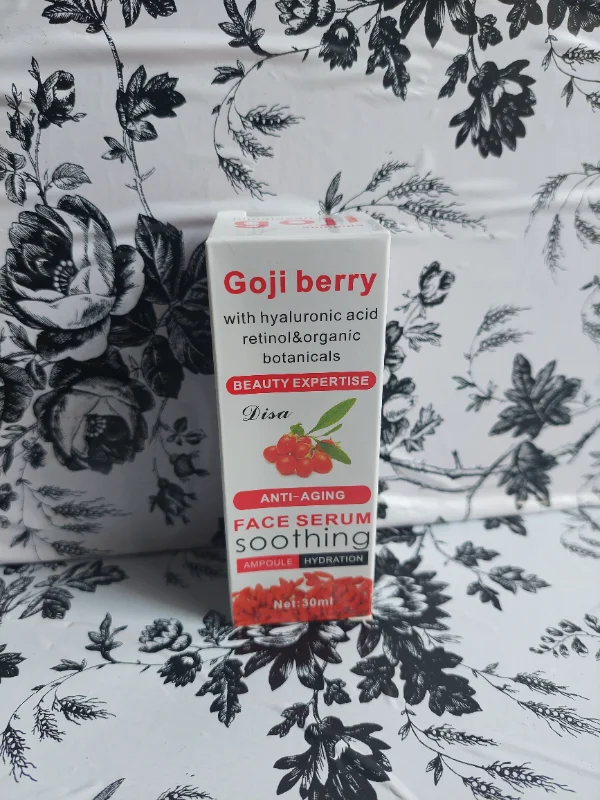 goji
Goji berry
with hyaluronic acid
retinol&organic
botanicals
BEAUTY EXPERTISE
Disa
ANTI-AGING
FACE SERUM
soothing
AMPOULE HYDRATION
Net:30ml